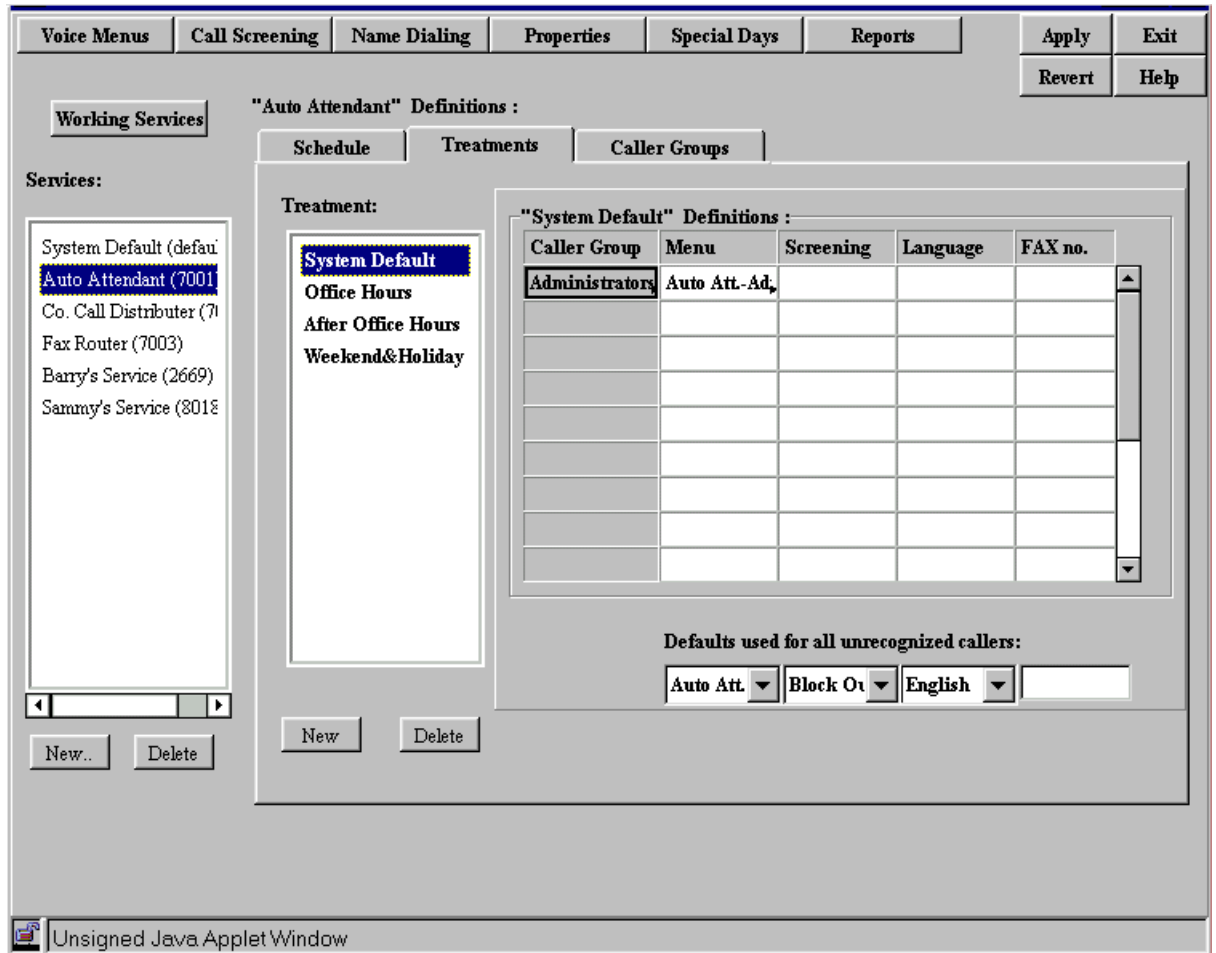 Voice Menus Call Screening Name Dialing Properties Special Days Reports Apply Exit
Revert Help
Working Services
"Auto Attendant" Definitions :
Schedule Treatments Caller Groups
Services:
System Default (defau
Auto Attendant (7001)
Co. Call Distributer (7
Fax Router (7003)
Barry's Service (2669)
Sammy's Service (8018
New.. Delete
Treatment:
System Default
Office Hours
After Office Hours
Weekend&Holiday
New Delete
"System Default" Definitions :
Caller Group Menu Screening Language FAX no.
Administrators Auto Att.-Ad
Defaults used for all unrecognized callers:
Auto Att. Block Ou English
Unsigned Java Applet Window